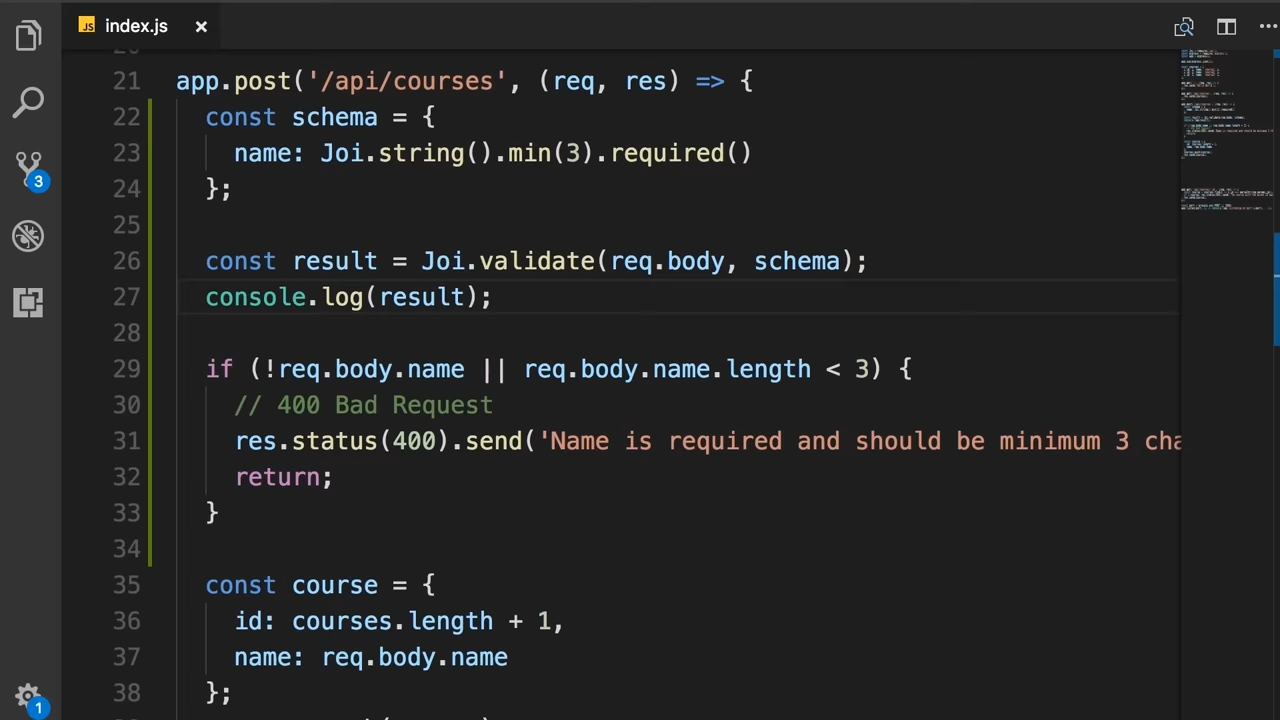 JS index.js ×
21 app.post('/api/courses', (req, res) => {
22 const schema = {
23 name: Joi.string().min(3).required()
24 };
25
26 const result = Joi.validate(req.body, schema);
27 console.log(result);
28
29 if (!req.body.name || req.body.name.length < 3) {
30 // 400 Bad Request
31 res.status(400).send('Name is required and should be minimum 3 cha
32 return;
33 }
34
35 const course = {
36 id: courses.length + 1,
37 name: req.body.name
38 };
3
1